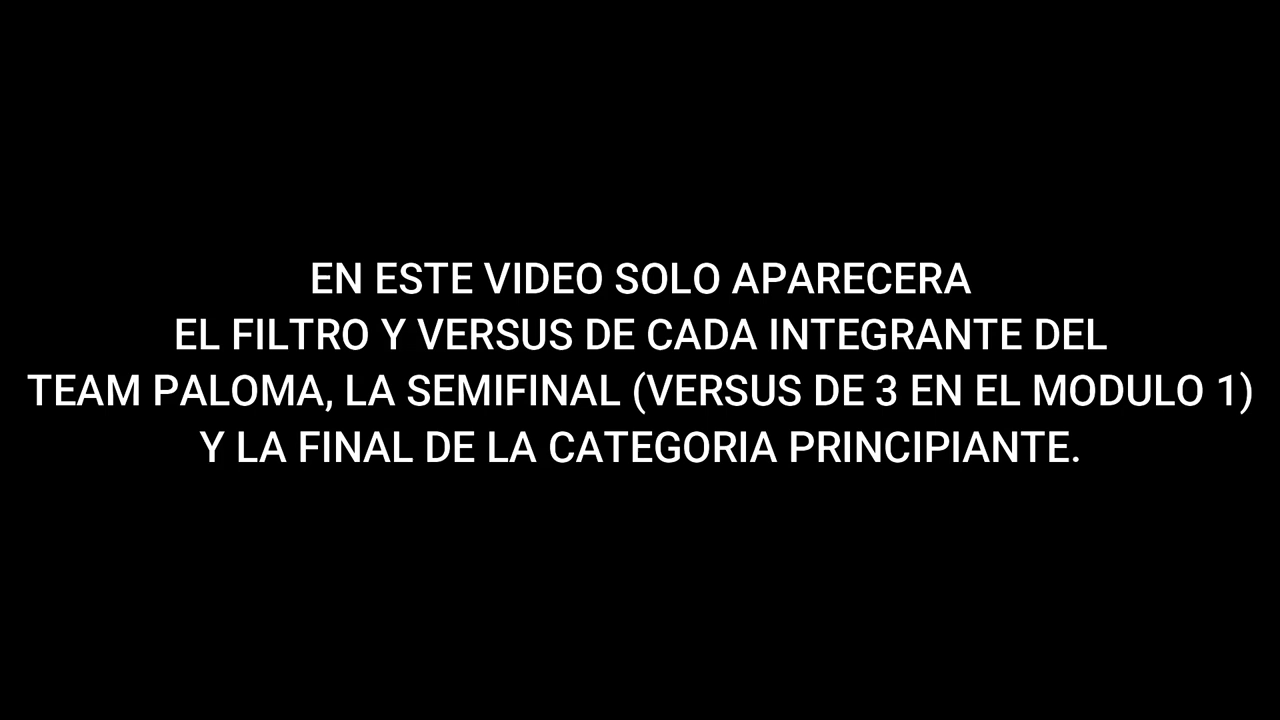 EN ESTE VIDEO SOLO APARECERA
EL FILTRO Y VERSUS DE CADA INTEGRANTE DEL
TEAM PALOMA, LA SEMIFINAL (VERSUS DE 3 EN EL MODULO 1)
Y LA FINAL DE LA CATEGORIA PRINCIPIANTE.